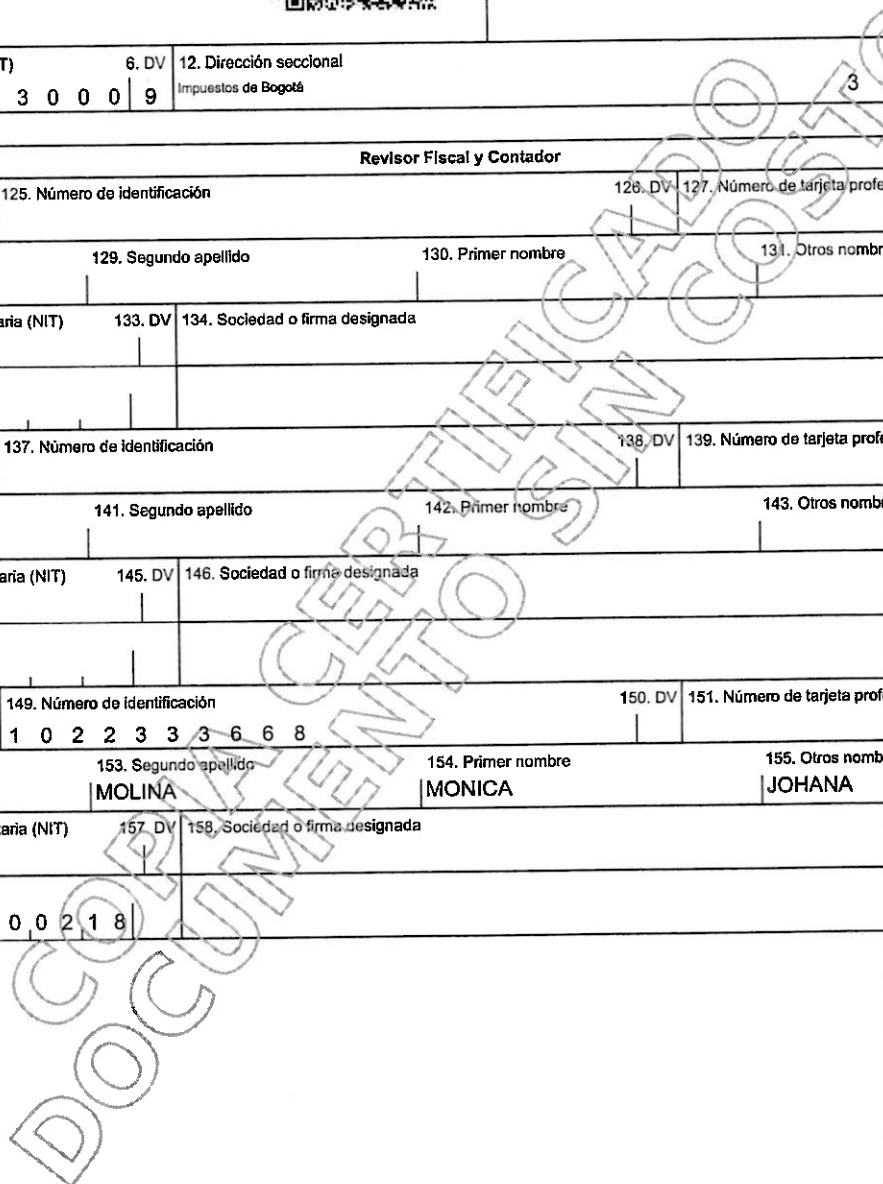 T) 6. DV 12. Dirección seccional
3 0 0 0 9 Impuestos de Bogotá 3
Revisor Fiscal y Contador
125. Número de identificación 126. DV 127. Número de tarjeta profe
129. Segundo apellido 130. Primer nombre 131. Otros nombr
aria (NIT) 133. DV 134. Sociedad o firma designada
137. Número de identificación 138. DV 139. Número de tarjeta profe
141. Segundo apellido 142. Primer nombre 143. Otros nombr
aria (NIT) 145. DV 146. Sociedad o firma designada
149. Número de identificación 150. DV 151. Número de tarjeta prof
1 0 2 2 3 3 3 6 6 8
153. Segundo apellido 154. Primer nombre 155. Otros nomb
MOLINA MONICA JOHANA
taria (NIT) 157. DV 158. Sociedad o firma designada
0 0 2 1 8
COPIA CERTIFICADO
DOCUMIENTO SIN COSTO